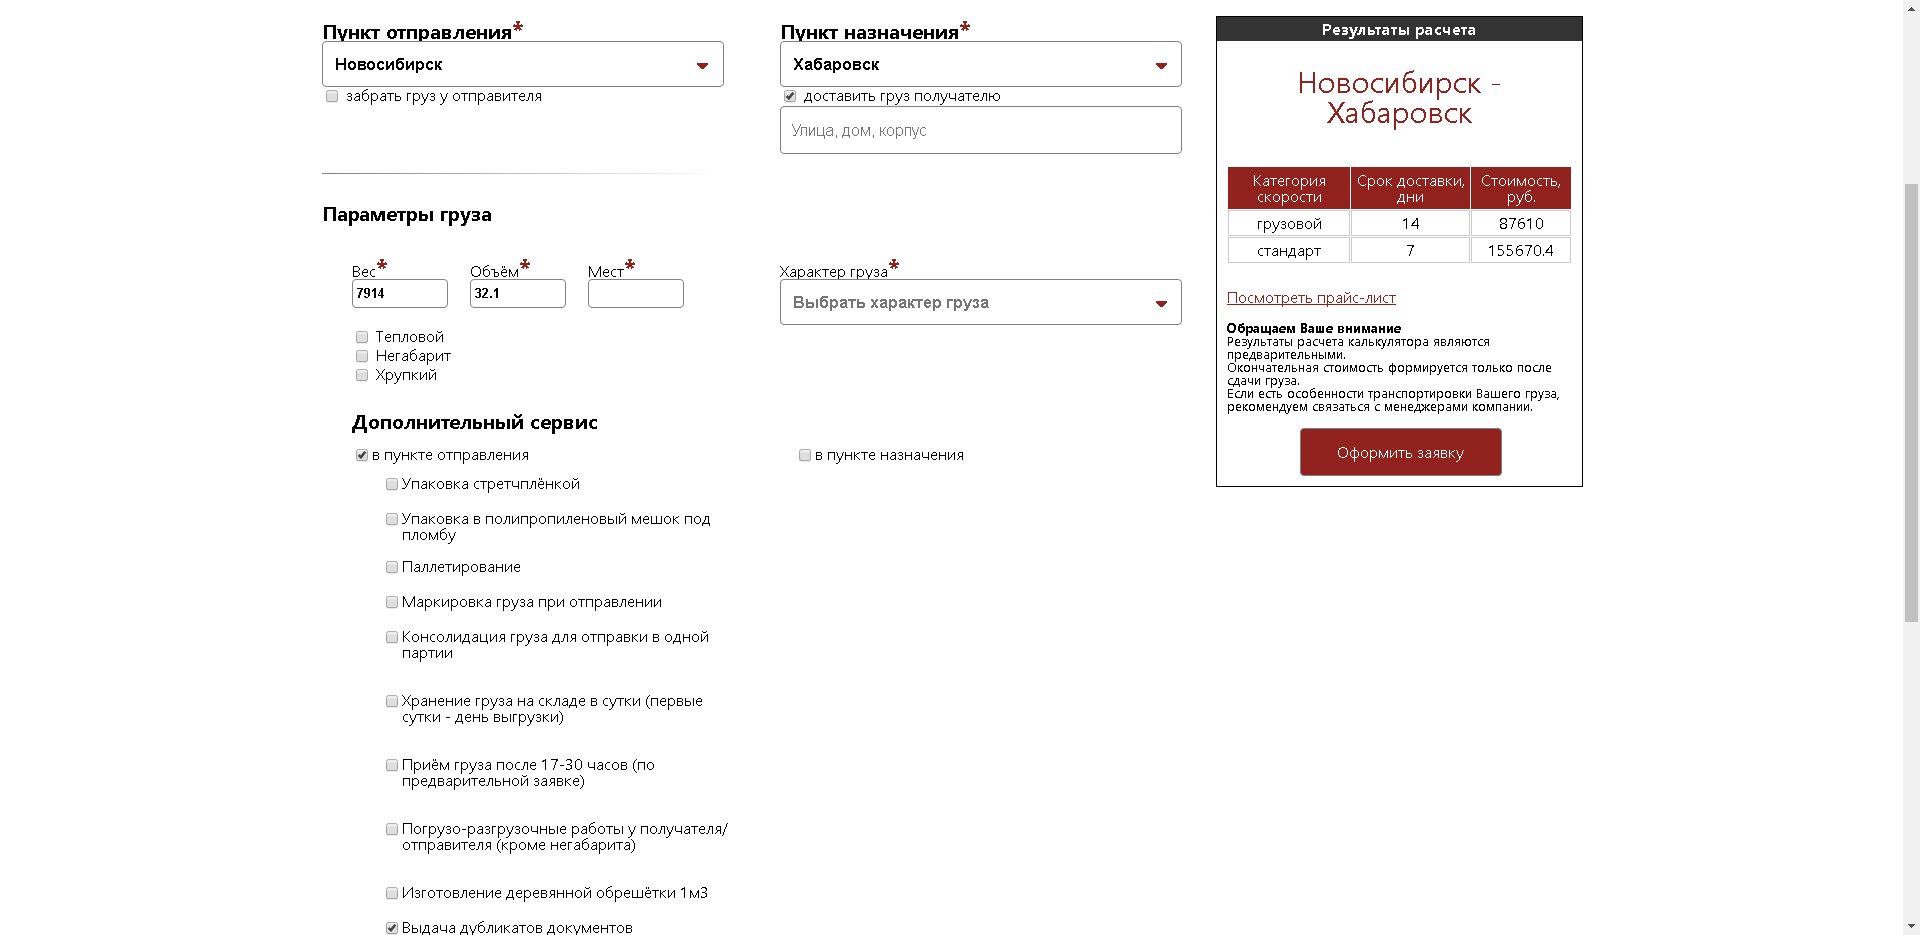 Пункт отправления*
Новосибирск
забрать груз у отправителя
Пункт назначения*
Хабаровск
доставить груз получателю
Улица, дом, корпус
Параметры груза
Вес* Объём* Мест*
7914 32.1
Характер груза*
Выбрать характер груза
Тепловой
Негабарит
Хрупкий
Дополнительный сервис
в пункте отправления
в пункте назначения
Упаковка стретчплёнкой
Упаковка в полипропиленовый мешок под
пломбу
Паллетирование
Маркировка груза при отправлении
Консолидация груза для отправки в одной
партии
Хранение груза на складе в сутки (первые
сутки - день выгрузки)
Приём груза после 17-30 часов (по
предварительной заявке)
Погрузо-разгрузочные работы у получателя/
отправителя (кроме негабарита)
Изготовление деревянной обрешётки 1м3
Выдача дубликатов документов
Результаты расчета
Новосибирск -
Хабаровск
Категория скорости Срок доставки, дни Стоимость, руб.
грузовой 14 87610
стандарт 7 155670.4
Посмотреть прайс-лист
Обращаем Ваше внимание
Результаты расчета калькулятора являются
предварительными.
Окончательная стоимость формируется только после
сдачи груза.
Если есть особенности транспортировки Вашего груза,
рекомендуем связаться с менеджерами компании.
Оформить заявку